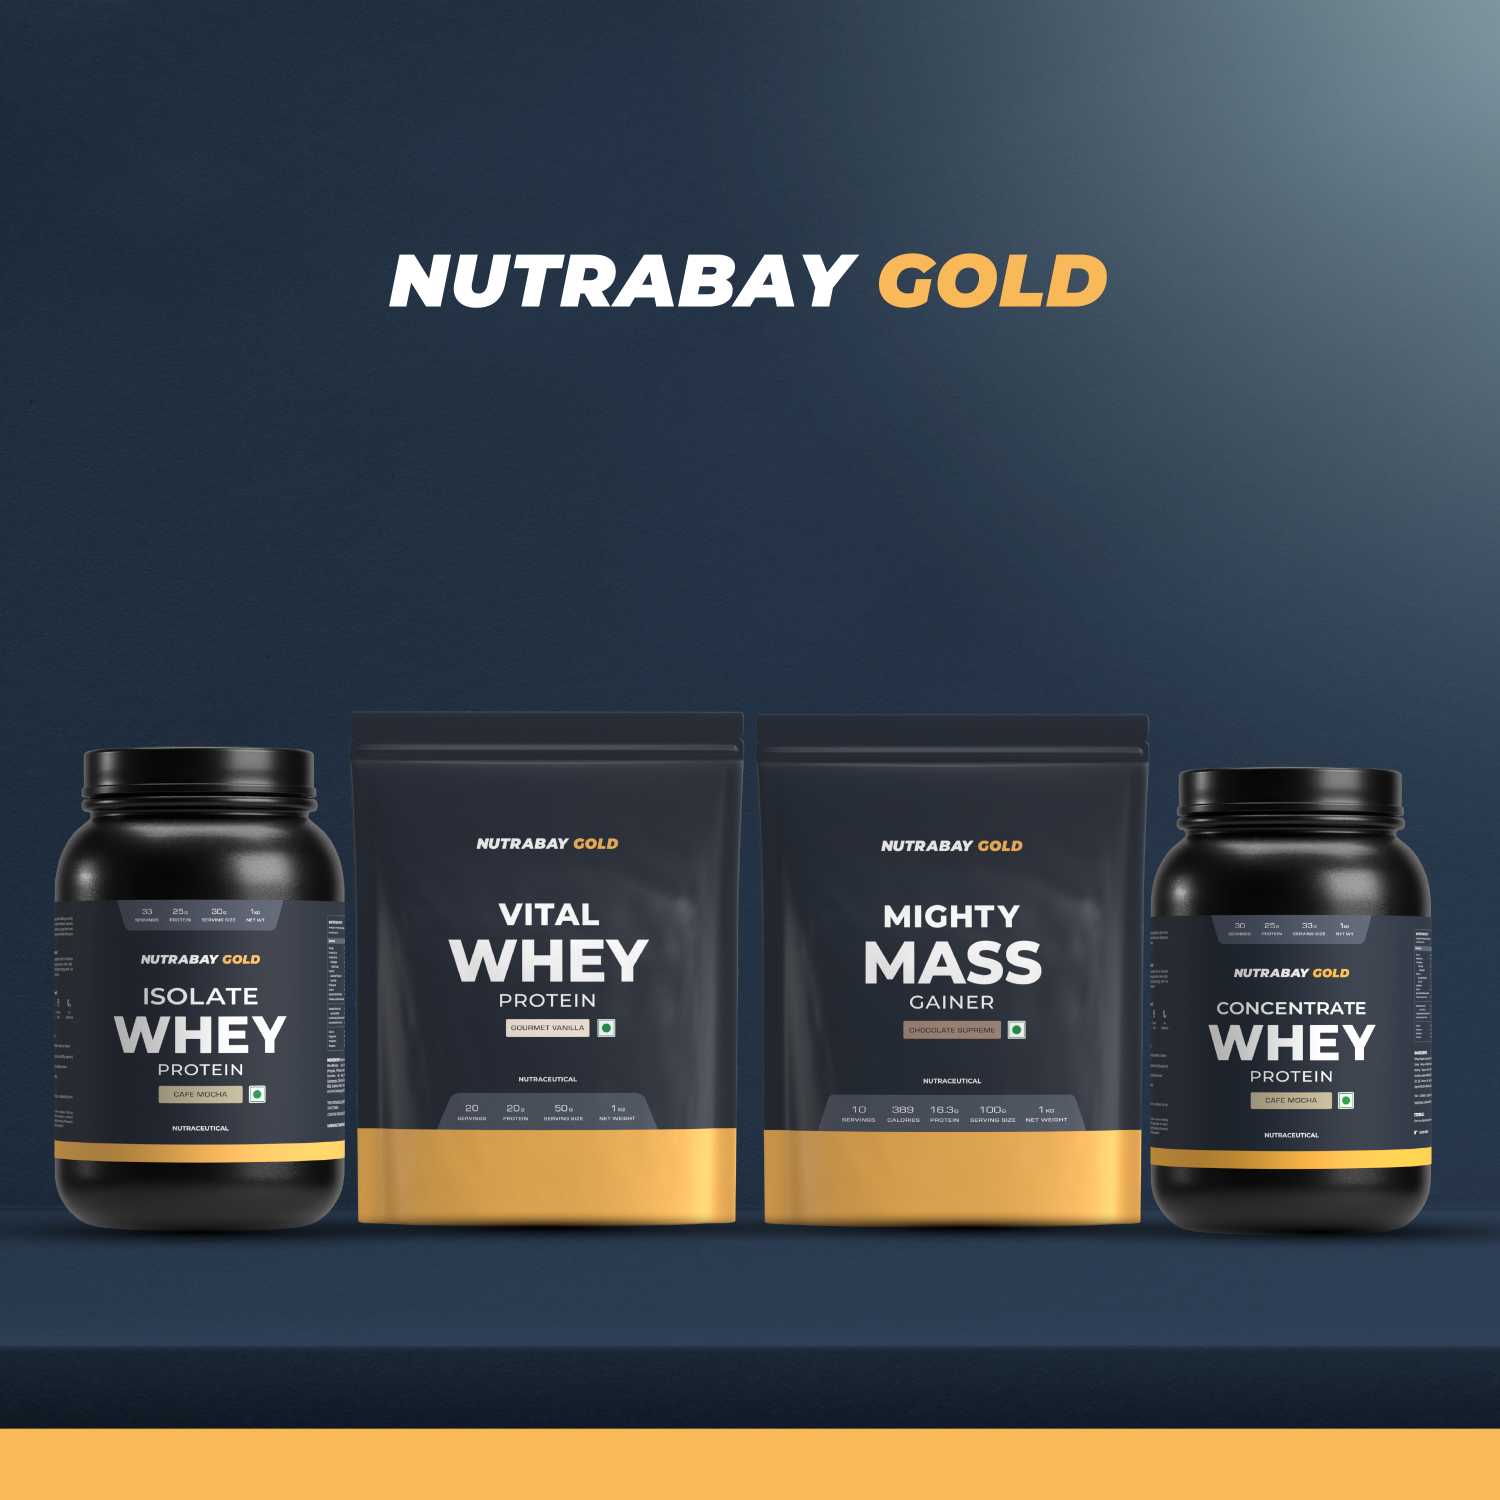 NUTRABAY GOLD
33 25G 30G 1KG
SERVINGS PROTEIN SERVING SIZE NET WT
NUTRABAY GOLD
ISOLATE
WHEY
PROTEIN
CAFE MOCHA
NUTRACEUTICAL
NUTRABAY GOLD
VITAL
WHEY
PROTEIN
GOURMET VANILLA
NUTRACEUTICAL
20 20G 50G 1KG
SERVINGS PROTEIN SERVING SIZE NET WEIGHT
NUTRABAY GOLD
MIGHTY
MASS
GAINER
CHOCOLATE SUPREME
NUTRACEUTICAL
10 389 16.3G 100G 1KG
SERVINGS CALORIES PROTEIN SERVING SIZE NET WEIGHT
30 25G 33G 1KG
SERVINGS PROTEIN SERVING SIZE NET WT
NUTRABAY GOLD
CONCENTRATE
WHEY
PROTEIN
CAFE MOCHA
NUTRACEUTICAL